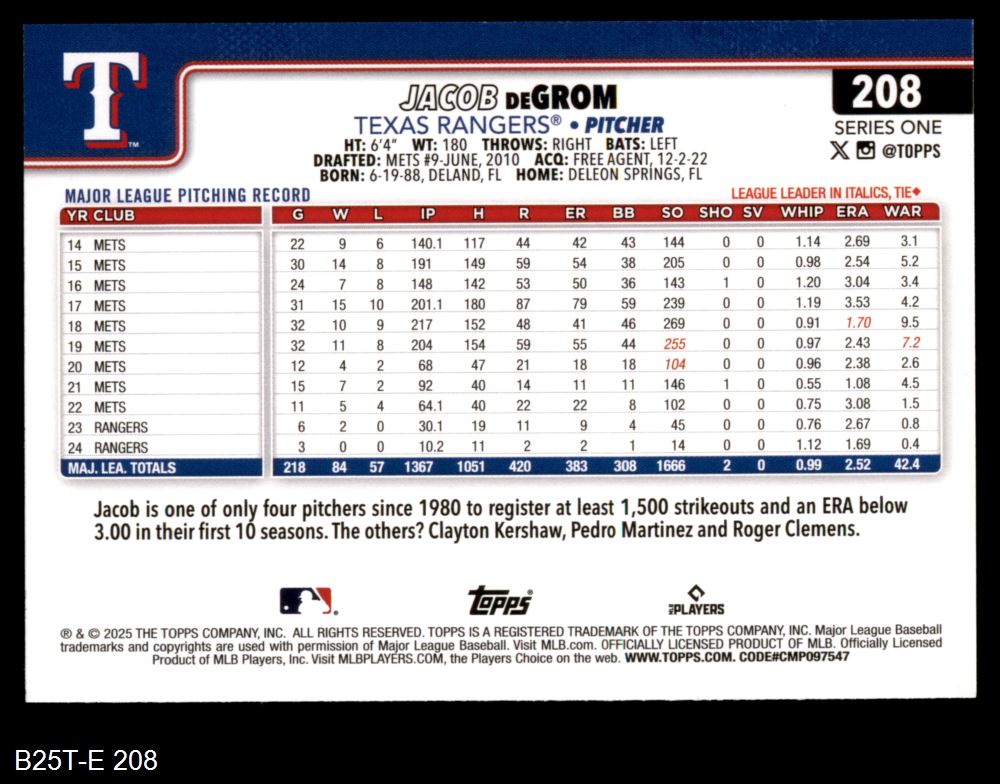 T
TM
JACOB DEGROM
208
TEXAS RANGERS® • PITCHER
SERIES ONE
HT: 6'4" WT: 180 THROWS: RIGHT BATS: LEFT
@TOPPS
DRAFTED: METS #9-JUNE, 2010 ACQ: FREE AGENT, 12-2-22
BORN: 6-19-88, DELAND, FL HOME: DELEON SPRINGS, FL
MAJOR LEAGUE PITCHING RECORD LEAGUE LEADER IN ITALICS, TIE◆
YR CLUB G W L IP H R ER BB SO SHO SV WHIP ERA WAR
14 METS 22 9 6 140.1 117 44 42 43 144 0 0 1.14 2.69 3.1
15 METS 30 14 8 191 149 59 54 38 205 0 0 0.98 2.54 5.2
16 METS 24 7 8 148 142 53 50 36 143 1 0 1.20 3.04 3.4
17 METS 31 15 10 201.1 180 87 79 59 239 0 0 1.19 3.53 4.2
18 METS 32 10 9 217 152 48 41 46 269 0 0 0.91 1.70 9.5
19 METS 32 11 8 204 154 59 55 44 255 0 0 0.97 2.43 7.2
20 METS 12 4 2 68 47 21 18 18 104 0 0 0.96 2.38 2.6
21 METS 15 7 2 92 40 14 11 11 146 1 0 0.55 1.08 4.5
22 METS 11 5 4 64.1 40 22 22 8 102 0 0 0.75 3.08 1.5
23 RANGERS 6 2 0 30.1 19 11 9 4 45 0 0 0.76 2.67 0.8
24 RANGERS 3 0 0 10.2 11 2 2 1 14 0 0 1.12 1.69 0.4
MAJ. LEA. TOTALS 218 84 57 1367 1051 420 383 308 1666 2 0 0.99 2.52 42.4
Jacob is one of only four pitchers since 1980 to register at least 1,500 strikeouts and an ERA below
3.00 in their first 10 seasons. The others? Clayton Kershaw, Pedro Martinez and Roger Clemens.
Topps®
MLB PLAYERS
® & © 2025 THE TOPPS COMPANY, INC. ALL RIGHTS RESERVED. TOPPS IS A REGISTERED TRADEMARK OF THE TOPPS COMPANY, INC. Major League Baseball
trademarks and copyrights are used with permission of Major League Baseball. Visit MLB.com. OFFICIALLY LICENSED PRODUCT OF MLB. Officially Licensed
Product of MLB Players, Inc. Visit MLBPLAYERS.COM, the Players Choice on the web. WWW.TOPPS.COM. CODE#CMP097547
B25T-E 208